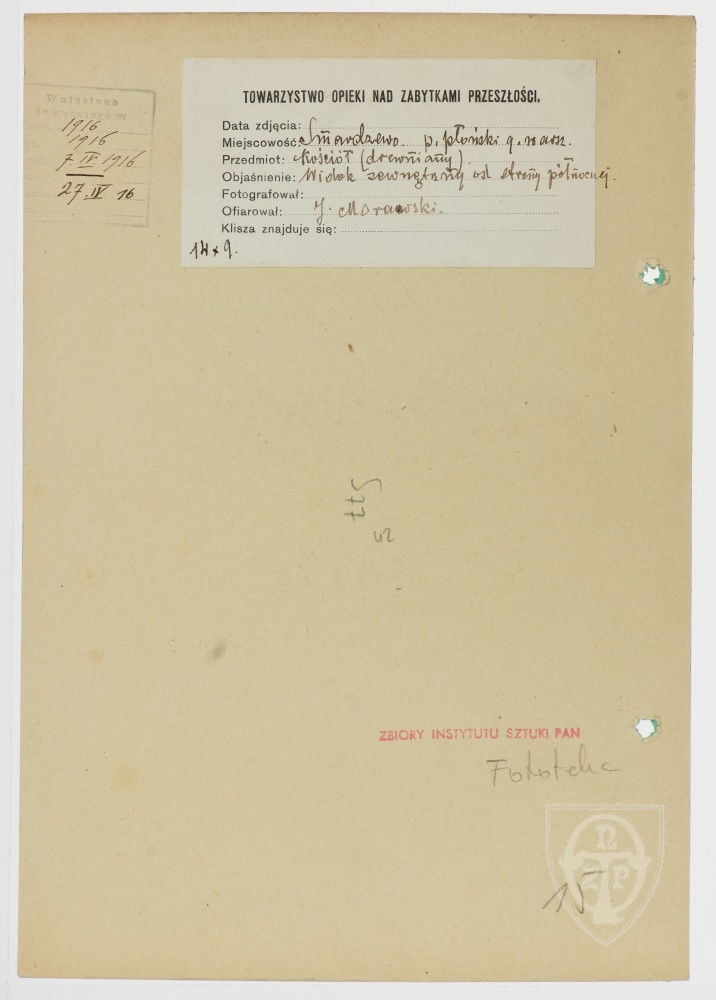 Wniesiono
1916
1916
7.IV 1916
27.IV 16
TOWARZYSTWO OPIEKI NAD ZABYTKAMI PRZESZŁOŚCI.
Data zdjęcia:
Miejscowość: Smardzewo p. płoński g. warsz.
Przedmiot: Kościół (drewniany)
Objaśnienie: Widok zewnętrzny od strony północnej.
Fotografował:
Ofiarował: J. Morawski.
Klisza znajduje się:
14 x 9.
ZBIORY INSTYTUTU SZTUKI PAN
Fototeka
15